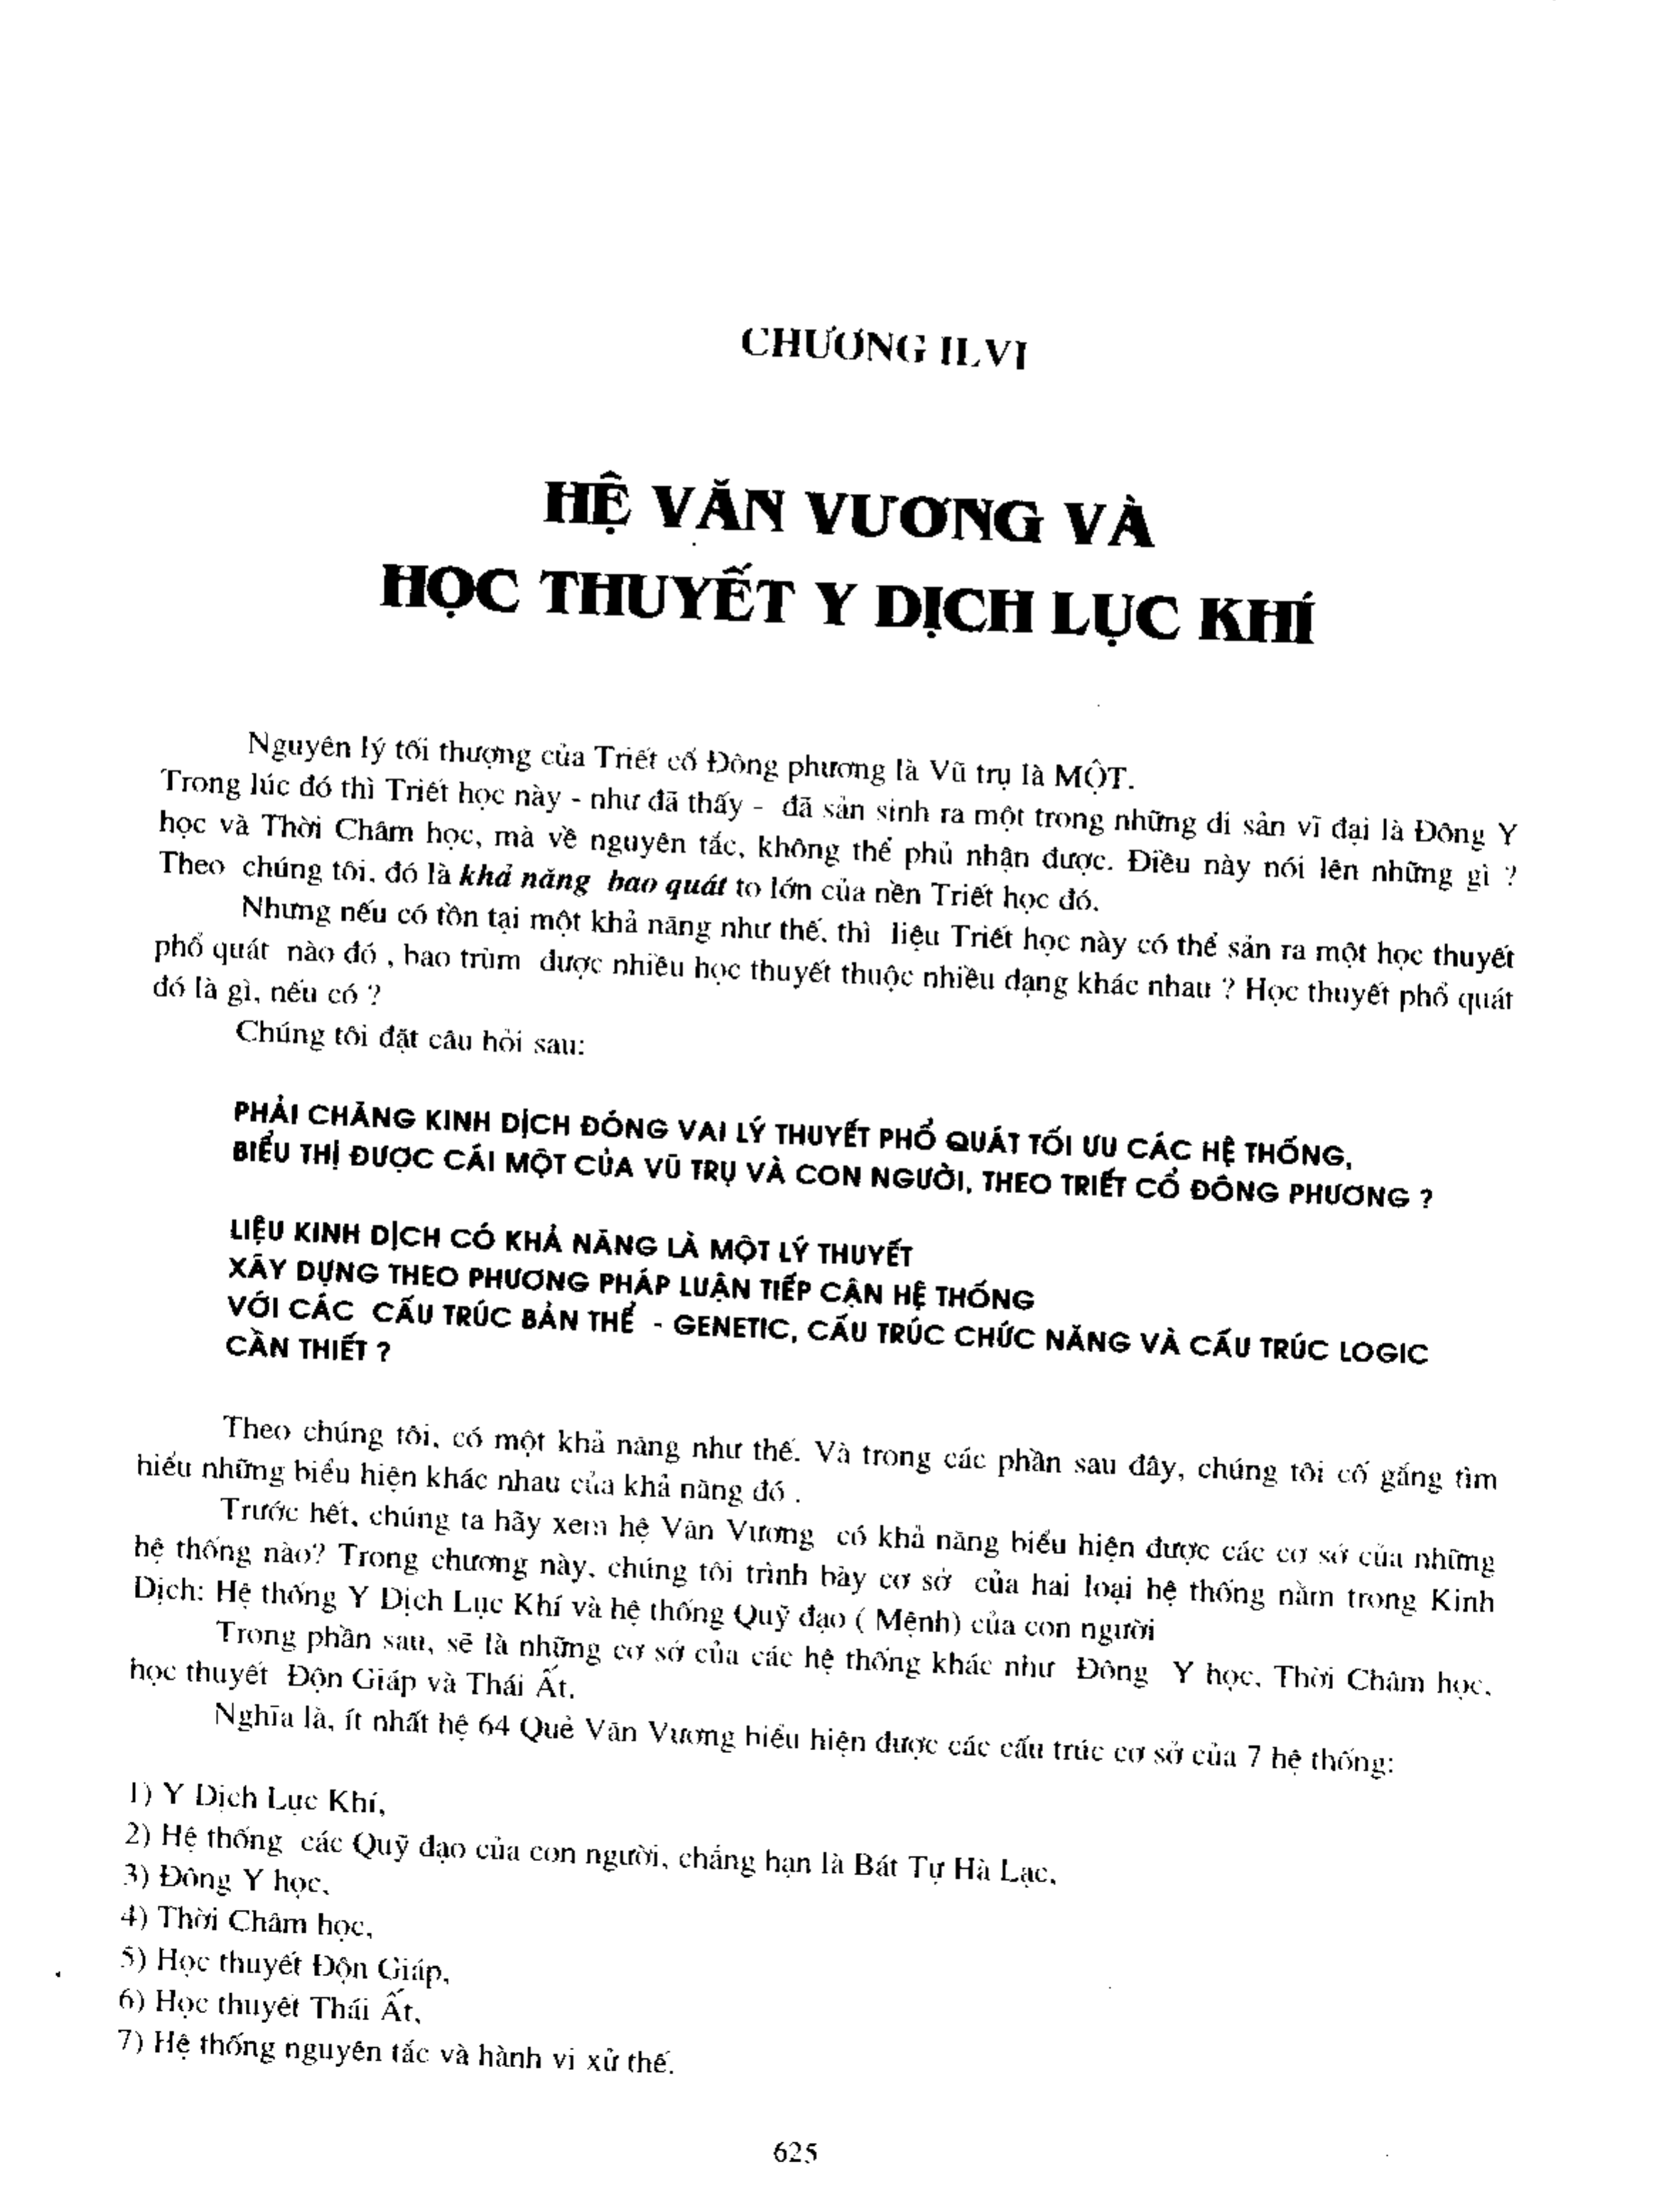 CHƯƠNG II.VI
HỆ VĂN VƯƠNG VÀ
HỌC THUYẾT Y DỊCH LỤC KHÍ
Nguyên lý tối thượng của Triết cổ Đông phương là Vũ trụ là MỘT.
Trong lúc đó thì Triết học này - như đã thấy - đã sản sinh ra một trong những di sản vĩ đại là Đông Y
học và Thời Châm học, mà về nguyên tắc, không thể phủ nhận được. Điều này nói lên những gì ?
Theo chúng tôi, đó là khả năng bao quát to lớn của nền Triết học đó.
Nhưng nếu có tồn tại một khả năng như thế, thì liệu Triết học này có thể sản ra một học thuyết
phổ quát nào đó , bao trùm được nhiều học thuyết thuộc nhiều dạng khác nhau ? Học thuyết phổ quát
đó là gì, nếu có ?
Chúng tôi đặt câu hỏi sau:
PHẢI CHĂNG KINH DỊCH ĐÓNG VAI LÝ THUYẾT PHỔ QUÁT TỐI ƯU CÁC HỆ THỐNG,
BIỂU THỊ ĐƯỢC CÁI MỘT CỦA VŨ TRỤ VÀ CON NGƯỜI, THEO TRIẾT CỔ ĐÔNG PHƯƠNG ?
LIỆU KINH DỊCH CÓ KHẢ NĂNG LÀ MỘT LÝ THUYẾT
XÂY DỰNG THEO PHƯƠNG PHÁP LUẬN TIẾP CẬN HỆ THỐNG
VỚI CÁC CẤU TRÚC BẢN THỂ - GENETIC, CẤU TRÚC CHỨC NĂNG VÀ CẤU TRÚC LOGIC
CẦN THIẾT ?
Theo chúng tôi, có một khả năng như thế. Và trong các phần sau đây, chúng tôi cố gắng tìm
hiểu những biểu hiện khác nhau của khả năng đó .
Trước hết, chúng ta hãy xem hệ Văn Vương có khả năng biểu hiện được các cơ sở của những
hệ thống nào? Trong chương này, chúng tôi trình bày cơ sở của hai loại hệ thống nằm trong Kinh
Dịch: Hệ thống Y Dịch Lục Khí và hệ thống Quỹ đạo ( Mệnh) của con người
Trong phần sau, sẽ là những cơ sở của các hệ thống khác như Đông Y học, Thời Châm học,
học thuyết Độn Giáp và Thái Ất.
Nghĩa là, ít nhất hệ 64 Quẻ Văn Vương biểu hiện được các cấu trúc cơ sở của 7 hệ thống:
1) Y Dịch Lục Khí,
2) Hệ thống các Quỹ đạo của con người, chẳng hạn là Bát Tự Hà Lạc,
3) Đông Y học,
4) Thời Châm học,
5) Học thuyết Độn Giáp,
6) Học thuyết Thái Ất,
7) Hệ thống nguyên tắc và hành vi xử thế.
625